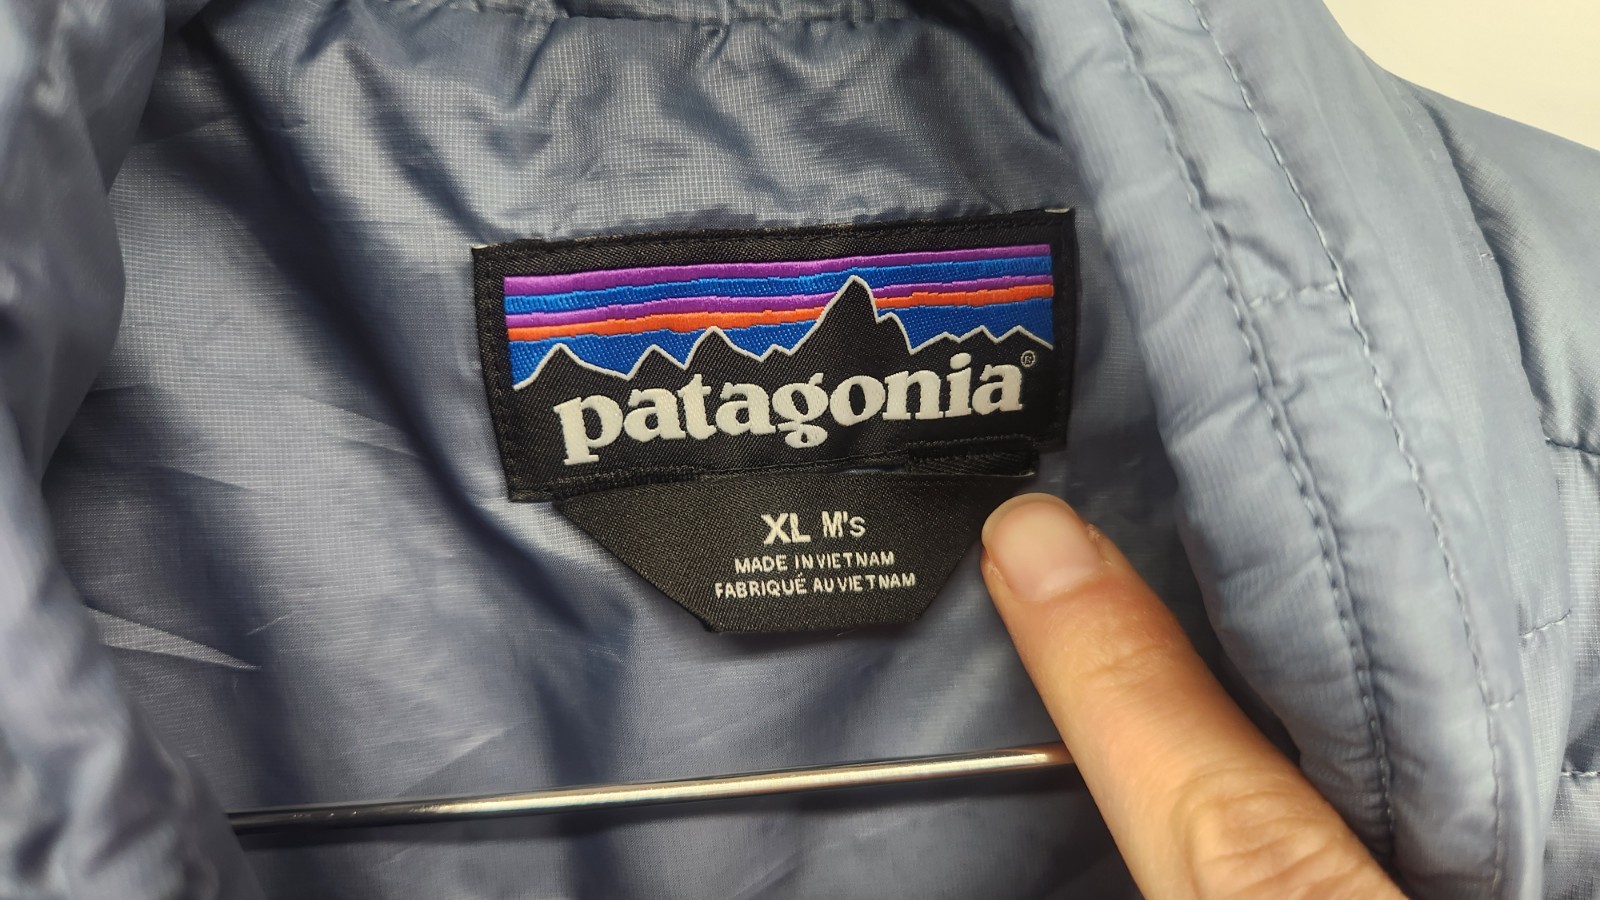 patagonia®
XL M's
MADE IN VIETNAM
FABRIQUÉ AU VIETNAM